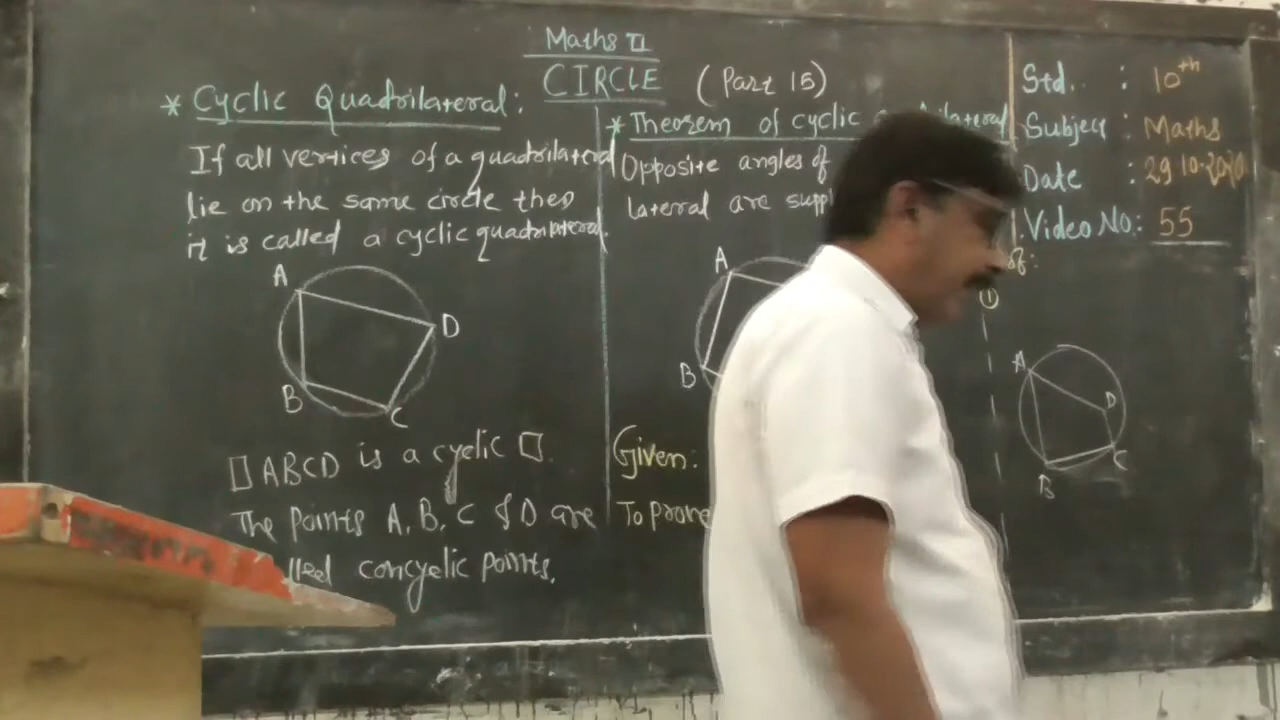 Maths II
CIRCLE (Part 15)
* Cyclic Quadrilateral:
If all vertices of a quadrilateral
lie on the same circle then
it is called a cyclic quadrilateral.
A
D
B
C
□ ABCD is a cyclic □.
The points A, B, C & D are
concyclic points.
* Theorem of cyclic
Opposite angles of
lateral are
A
B
Given:
To prove
①
A
D
B
C
Std. : 10th
Subject : Maths
Date : 29.10.2020
Video No.: 55